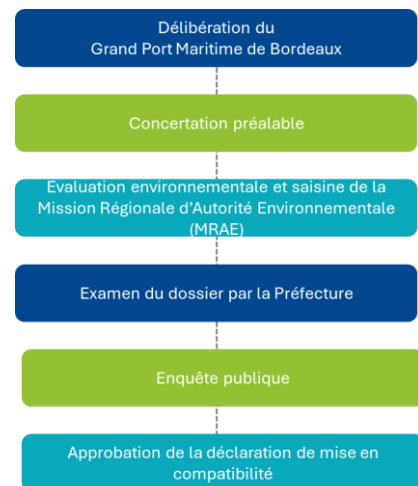 Délibération du
Grand Port Maritime de Bordeaux
Concertation préalable
Evaluation environnementale et saisine de la
Mission Régionale d’Autorité Environnementale
(MRAE)
Examen du dossier par la Préfecture
Enquête publique
Approbation de la déclaration de mise en
compatibilité